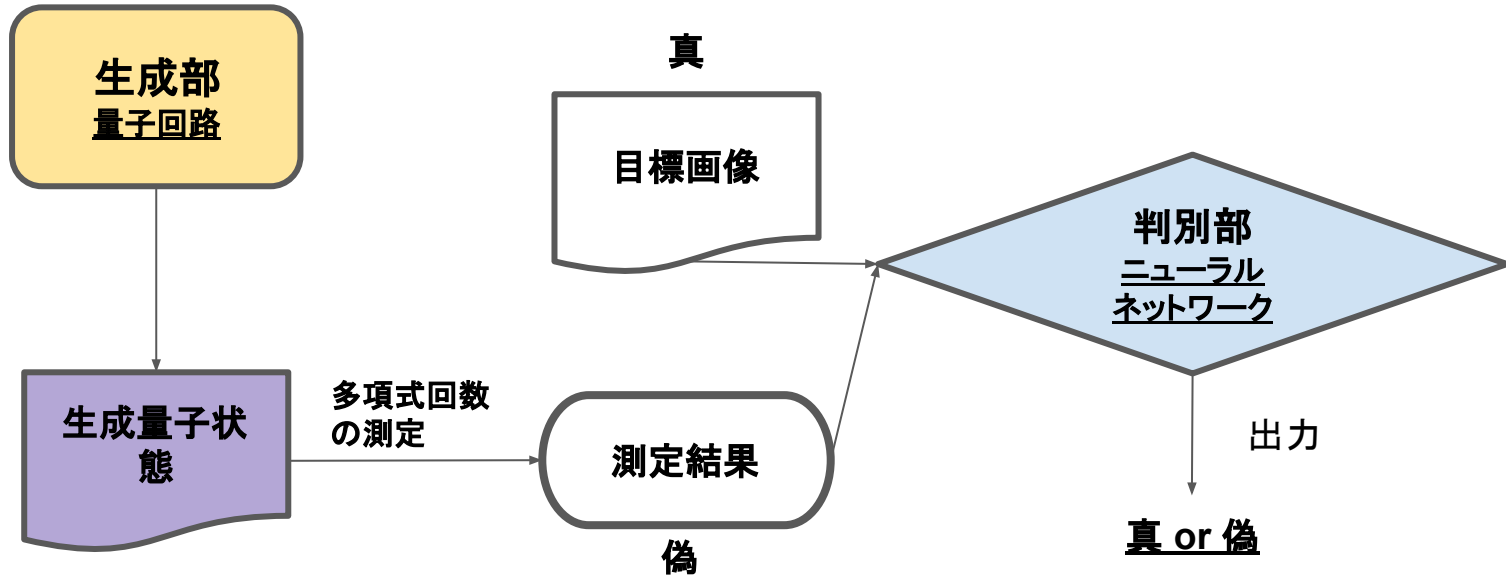 生成部
量子回路
真
目標画像
判別部
ニューラル
ネットワーク
生成量子状
態
多項式回数
の測定
測定結果
偽
出力
真 or 偽